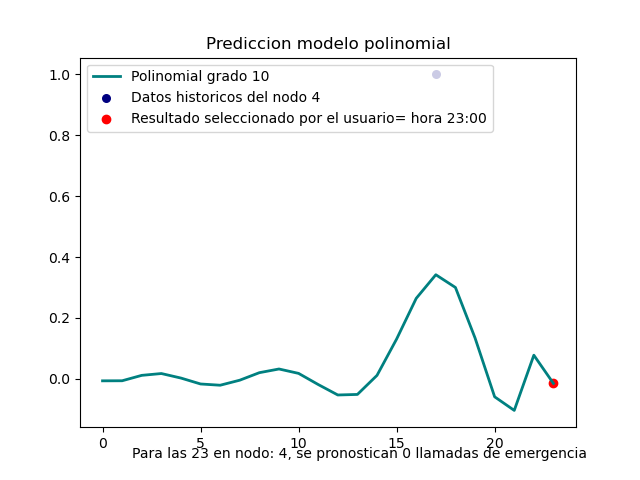 Prediccion modelo polinomial
Polinomial grado 10
Datos historicos del nodo 4
Resultado seleccionado por el usuario= hora 23:00
1.0
0.8
0.6
0.4
0.2
0.0
0 5 10 15 20
Para las 23 en nodo: 4, se pronostican 0 llamadas de emergencia